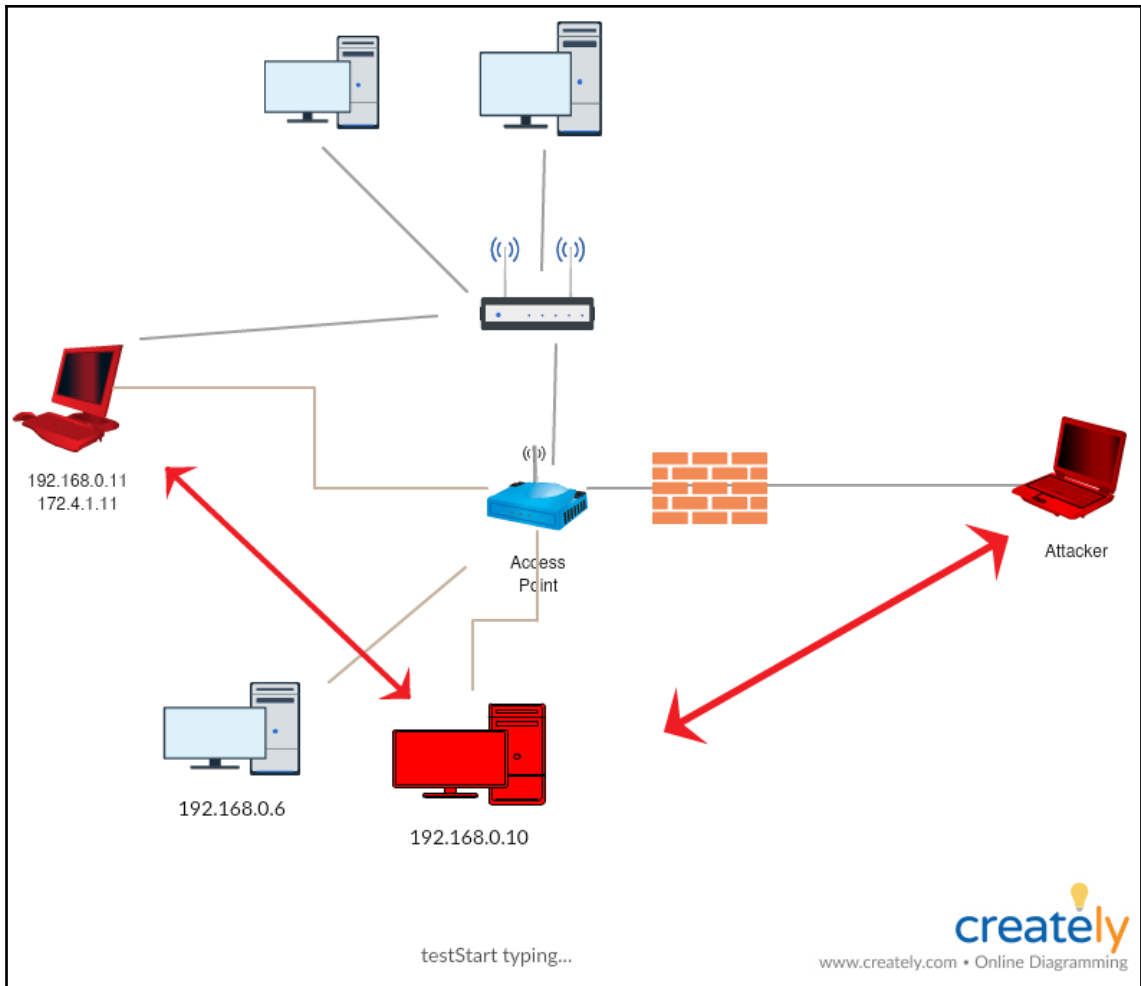 192.168.0.11
172.4.1.11
Access
Point
Attacker
192.168.0.6
192.168.0.10
testStart typing...
creately
www.creately.com • Online Diagramming